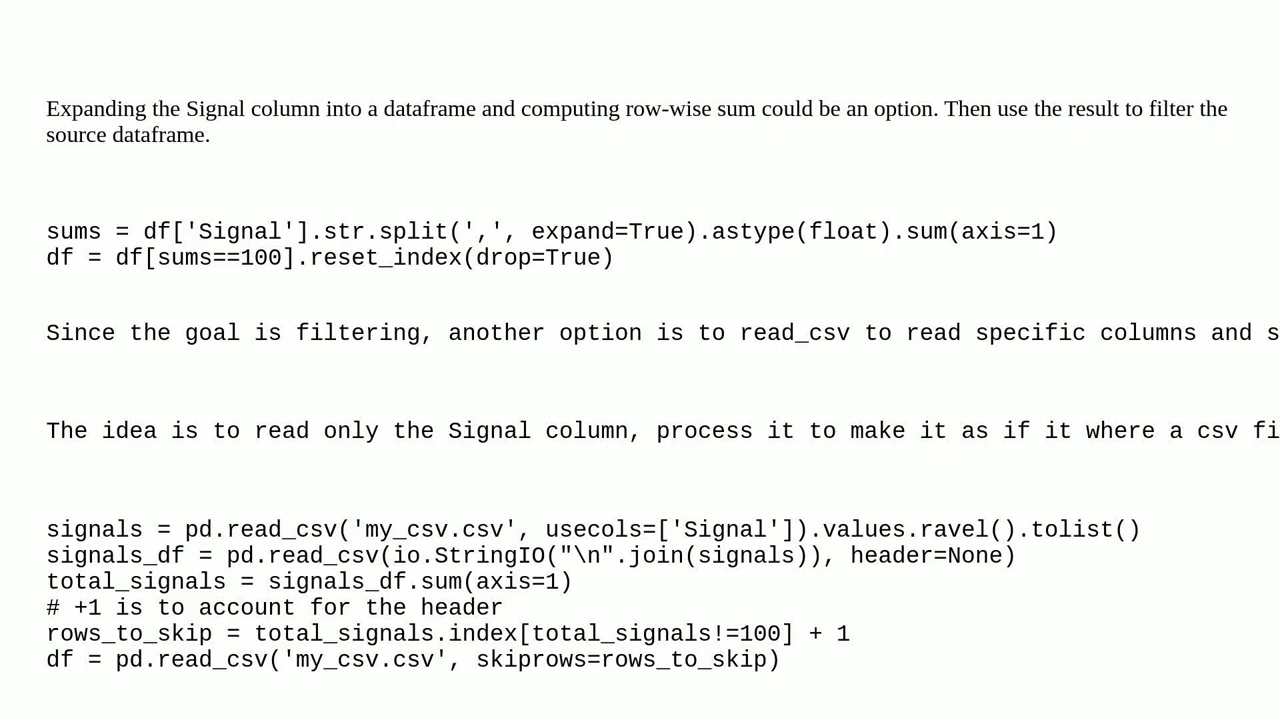 Expanding the Signal column into a dataframe and computing row-wise sum could be an option. Then use the result to filter the
source dataframe.
sums = df['Signal'].str.split(',', expand=True).astype(float).sum(axis=1)
df = df[sums==100].reset_index(drop=True)
Since the goal is filtering, another option is to read_csv to read specific columns and
The idea is to read only the Signal column, process it to make it as if it where a csv
signals = pd.read_csv('my_csv.csv', usecols=['Signal']).values.ravel().tolist()
signals_df = pd.read_csv(io.StringIO("\n".join(signals)), header=None)
total_signals = signals_df.sum(axis=1)
# +1 is to account for the header
rows_to_skip = total_signals.index[total_signals!=100] + 1
df = pd.read_csv('my_csv.csv', skiprows=rows_to_skip)